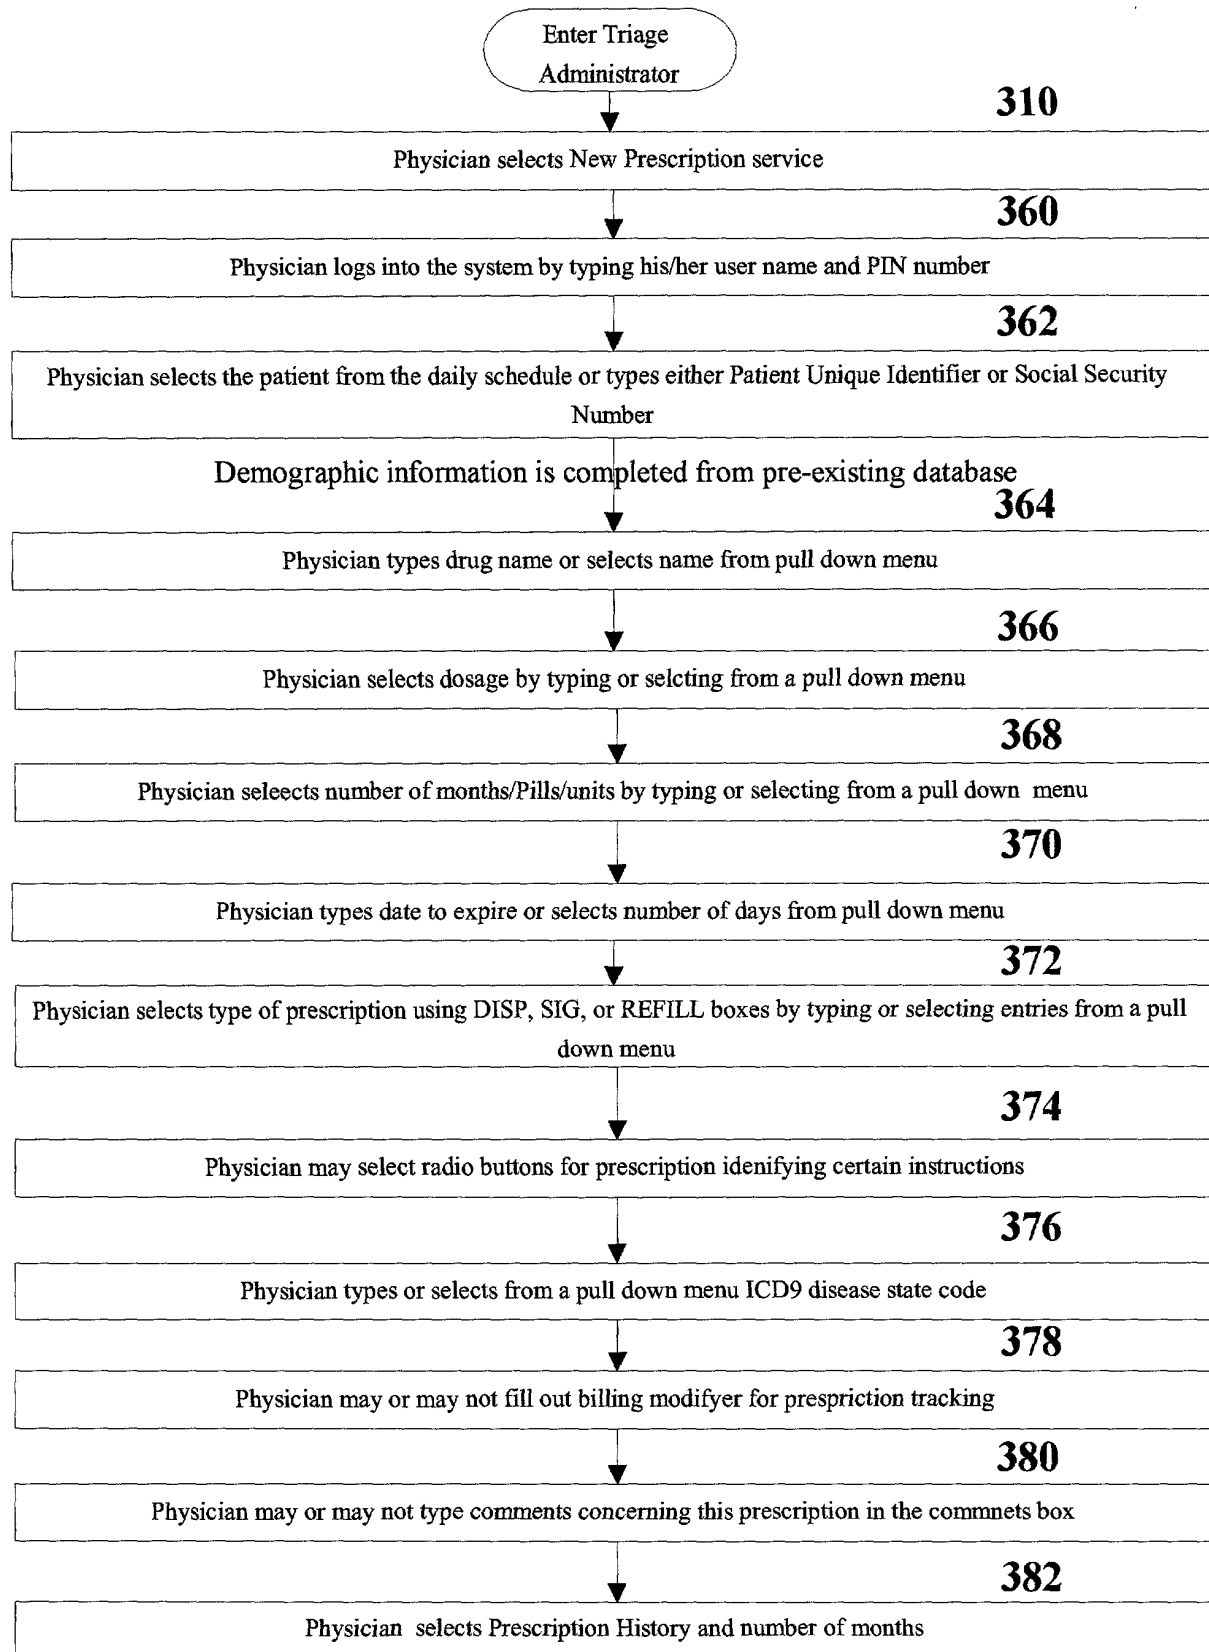 Enter Triage
Administrator
310
Physician selects New Prescription service
360
Physician logs into the system by typing his/her user name and PIN number
362
Physician selects the patient from the daily schedule or types either Patient Unique Identifier or Social Security
Number
Demographic information is completed from pre-existing database
364
Physician types drug name or selects name from pull down menu
366
Physician selects dosage by typing or selcting from a pull down menu
368
Physician seleects number of months/Pills/units by typing or selecting from a pull down menu
370
Physician types date to expire or selects number of days from pull down menu
372
Physician selects type of prescription using DISP, SIG, or REFILL boxes by typing or selecting entries from a pull
down menu
374
Physician may select radio buttons for prescription idenifying certain instructions
376
Physician types or selects from a pull down menu ICD9 disease state code
378
Physician may or may not fill out billing modifyer for prespriction tracking
380
Physician may or may not type comments concerning this prescription in the commnets box
382
Physician selects Prescription History and number of months